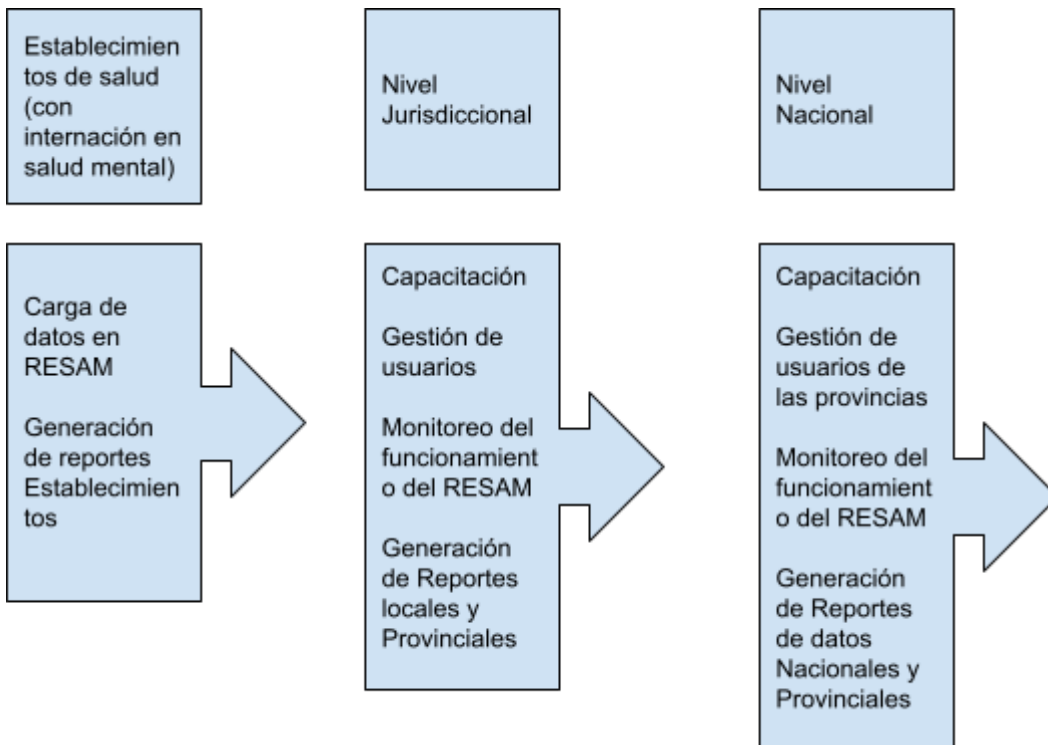 Establecimien
tos de salud
(con
internación en
salud mental)
Nivel
Jurisdiccional
Nivel
Nacional
Carga de
datos en
RESAM
Generación
de reportes
Establecimien
tos
Capacitación
Gestión de
usuarios
Monitoreo del
funcionamient
o del RESAM
Generación
de Reportes
locales y
Provinciales
Capacitación
Gestión de
usuarios de
las provincias
Monitoreo del
funcionamient
o del RESAM
Generación
de Reportes
de datos
Nacionales y
Provinciales